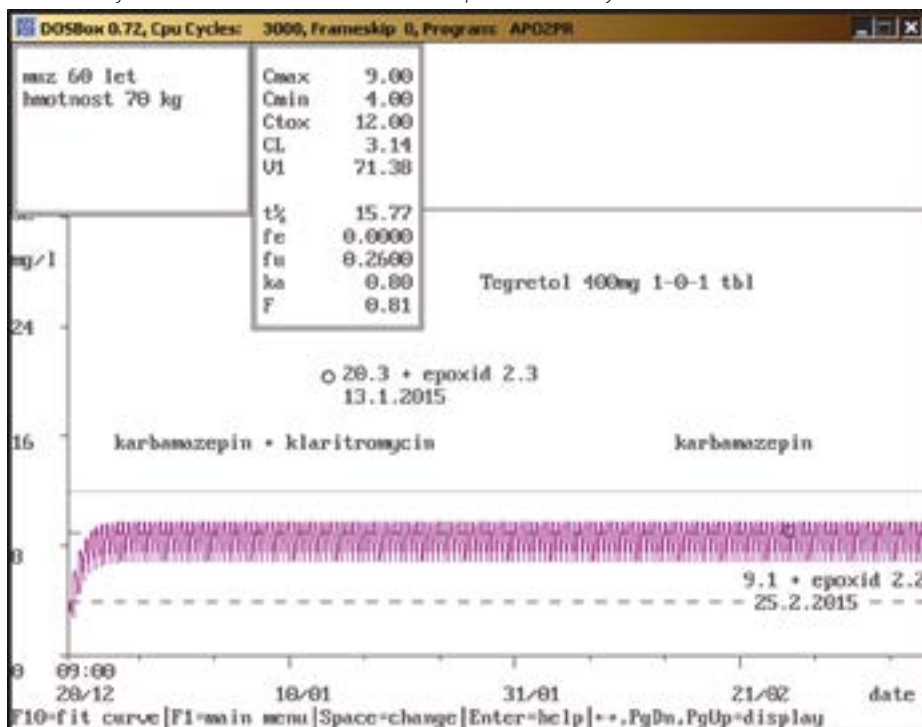 DOSBox 0.72, Cpu Cycles: 3000, Frameskip 0, Program: APO2PR
muz 60 let
hmotnost 70 kg
Cmax 9.00
Cmin 4.00
Ctox 12.00
CL 3.14
V1 71.38
t½ 15.77
fe 0.0000
fu 0.2600
ka 0.80
F 0.81
mg/l
Tegretol 400mg 1-0-1 tbl
24
20.3 + epoxid 2.3
13.1.2015
16
karbamazepin + klaritromycin
karbamazepin
8
9.1 + epoxid 2.2
25.2.2015
0
09:00
20/12
10/01
31/01
21/02
date
F10=fit curve|F1=main menu|Space=change|Enter=help|←→,PgDn,PgUp=display